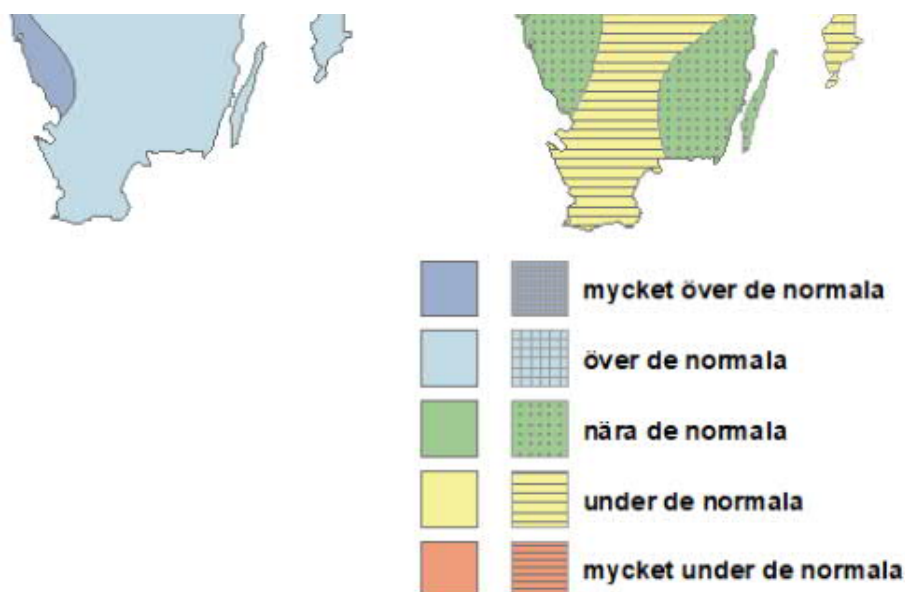 mycket över de normala
över de normala
nära de normala
under de normala
mycket under de normala